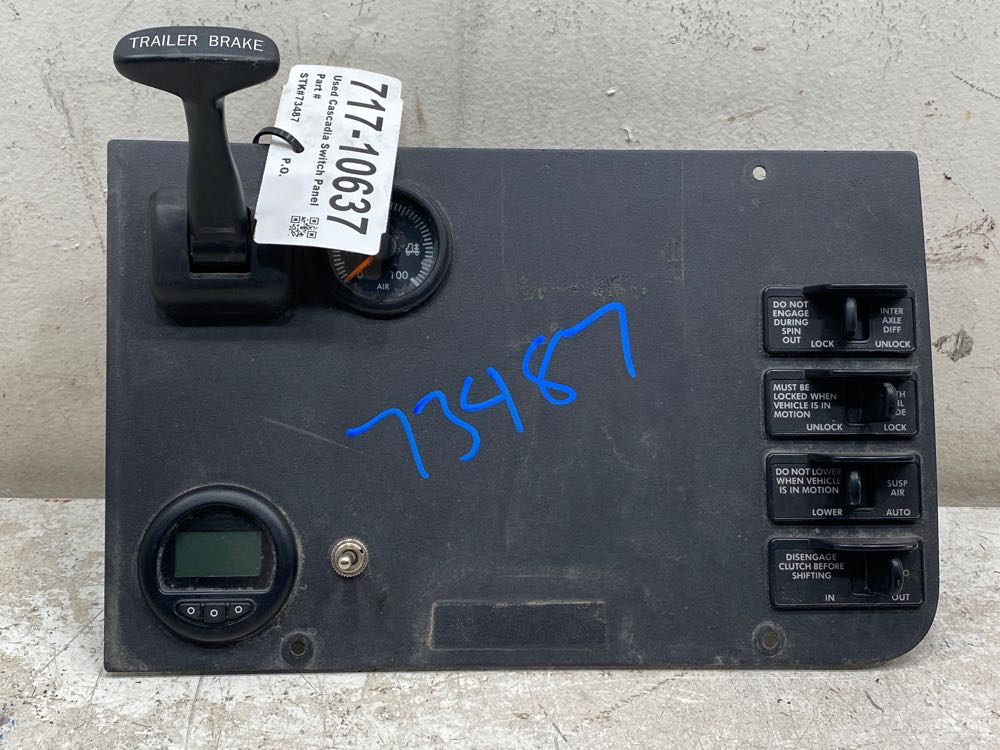 TRAILER BRAKE
717-10637
Used Cascadia Switch Panel
Part #
STK#73487
P.O.
0
100
AIR
73487
DO NOT
ENGAGE
DURING
SPIN
OUT
LOCK
INTER
AXLE
DIFF
UNLOCK
MUST BE
LOCKED WHEN
VEHICLE IS IN
MOTION
UNLOCK
LOCK
DO NOT LOWER
WHEN VEHICLE
IS IN MOTION
LOWER
SUSP
AIR
AUTO
DISENGAGE
CLUTCH BEFORE
SHIFTING
IN
OUT